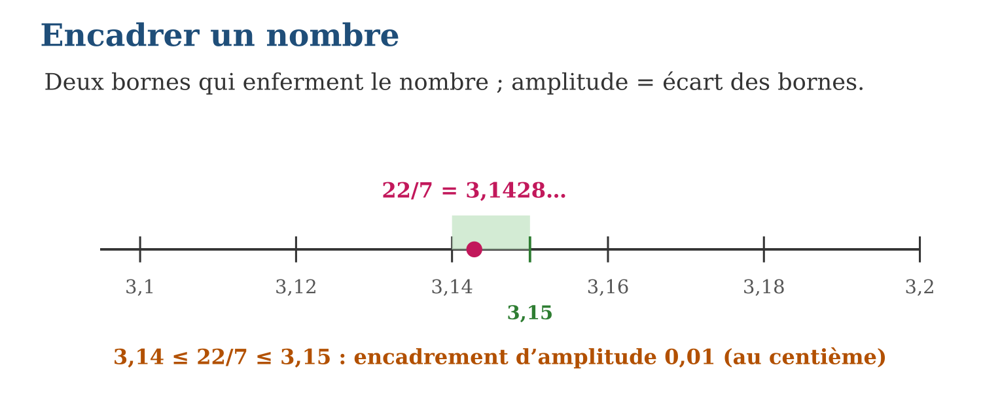 Encadrer un nombre
Deux bornes qui enferment le nombre ; amplitude = écart des bornes.
22/7 = 3,1428…
3,1 3,12 3,14 3,16 3,18 3,2
3,15
3,14 ≤ 22/7 ≤ 3,15 : encadrement d’amplitude 0,01 (au centième)